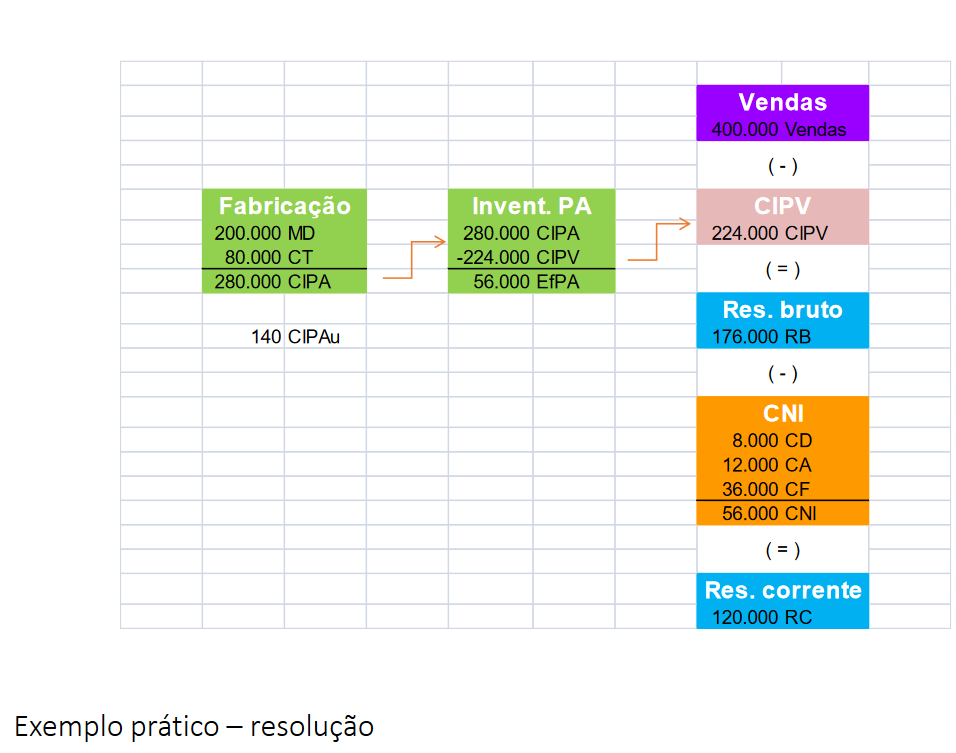 Vendas
400.000 Vendas
( - )
Fabricação
200.000 MD
80.000 CT
280.000 CIPA
140 CIPAu
Invent. PA
280.000 CIPA
-224.000 CIPV
56.000 EfPA
CIPV
224.000 CIPV
( = )
Res. bruto
176.000 RB
( - )
CNI
8.000 CD
12.000 CA
36.000 CF
56.000 CNI
( = )
Res. corrente
120.000 RC
Exemplo prático – resolução